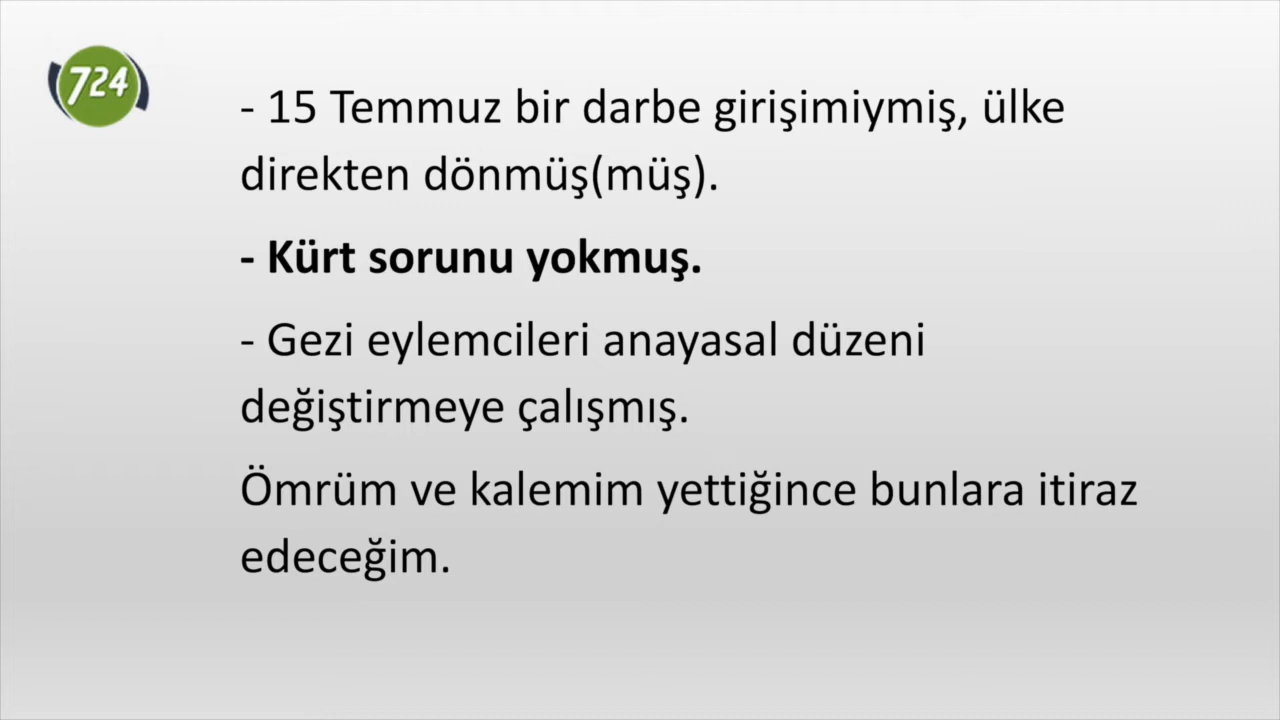 724
- 15 Temmuz bir darbe girişimiymiş, ülke
direkten dönmüş(müş).
- Kürt sorunu yokmuş.
- Gezi eylemcileri anayasal düzeni
değiştirmeye çalışmış.
Ömrüm ve kalemim yettiğince bunlara itiraz
edeceğim.